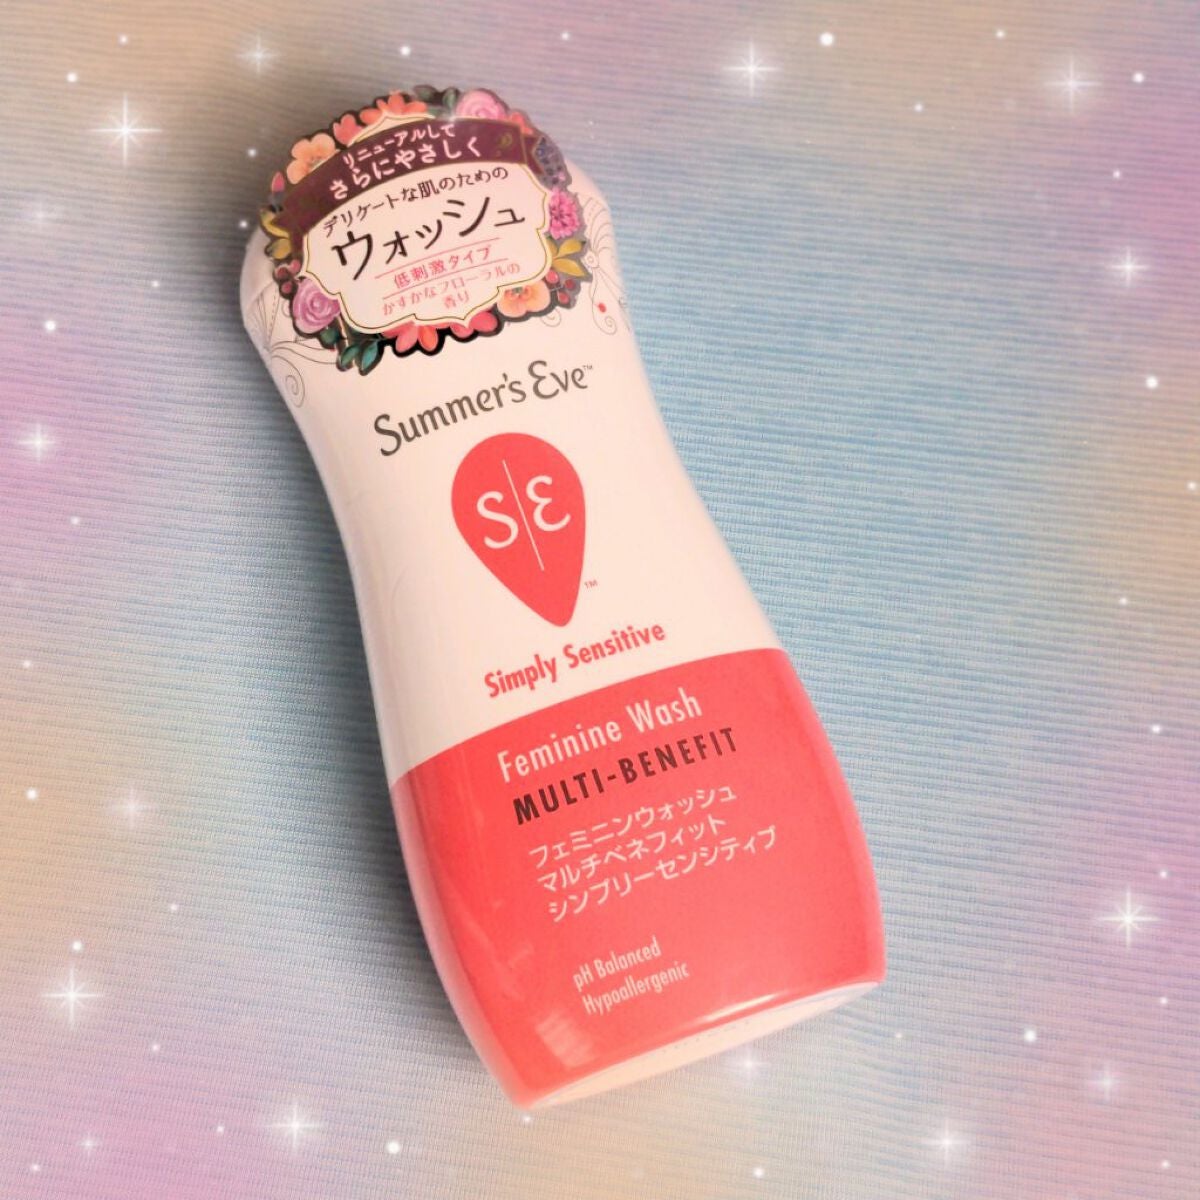 リニューアルして
さらにやさしく
デリケートな肌のための
ウォッシュ
低刺激タイプ
かすかなフローラルの
香り
Summer's Eve™
S|E
™
Simply Sensitive
Feminine Wash
MULTI-BENEFIT
フェミニンウォッシュ
マルチベネフィット
シンプリーセンシティブ
pH Balanced
Hypoallergenic